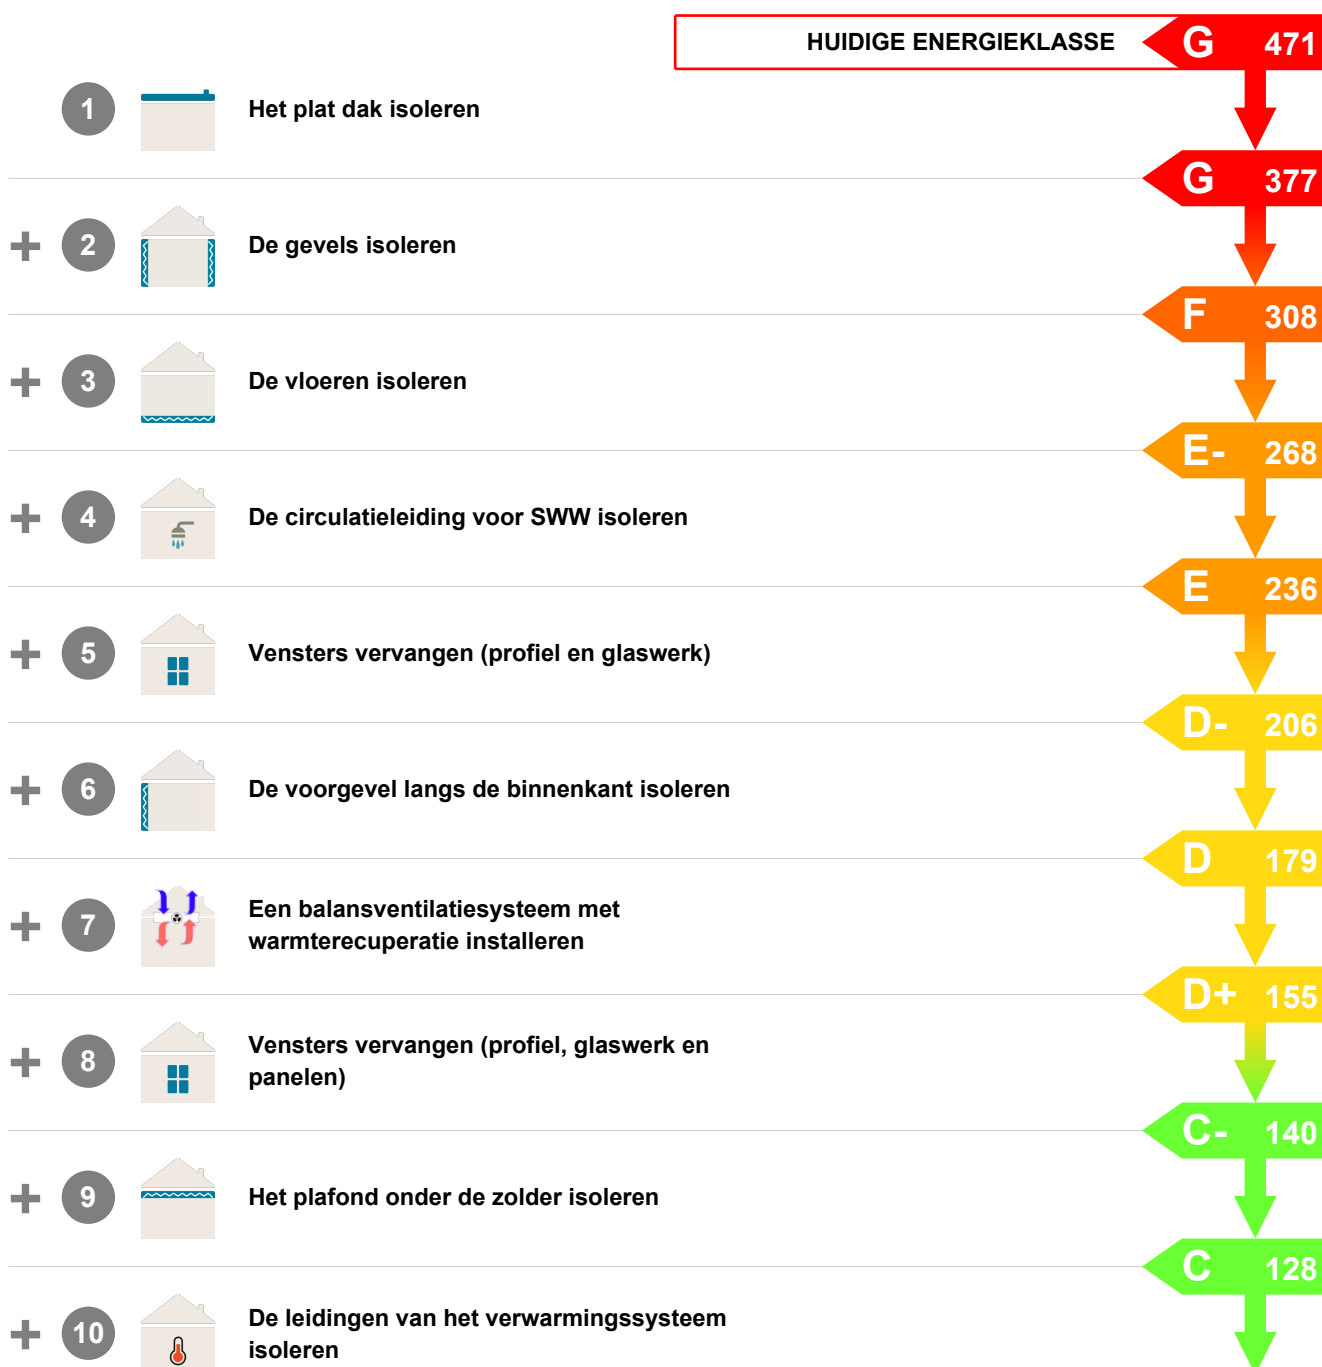 HUIDIGE ENERGIEKLASSE G 471
1 Het plat dak isoleren
G 377
+ 2 De gevels isoleren
F 308
+ 3 De vloeren isoleren
E- 268
+ 4 De circulatieleiding voor SWW isoleren
E 236
+ 5 Vensters vervangen (profiel en glaswerk)
D- 206
+ 6 De voorgevel langs de binnenkant isoleren
D 179
+ 7 Een balansventilatiesysteem met
warmterecuperatie installeren
D+ 155
+ 8 Vensters vervangen (profiel, glaswerk en
panelen)
C- 140
+ 9 Het plafond onder de zolder isoleren
C 128
+ 10 De leidingen van het verwarmingssysteem
isoleren